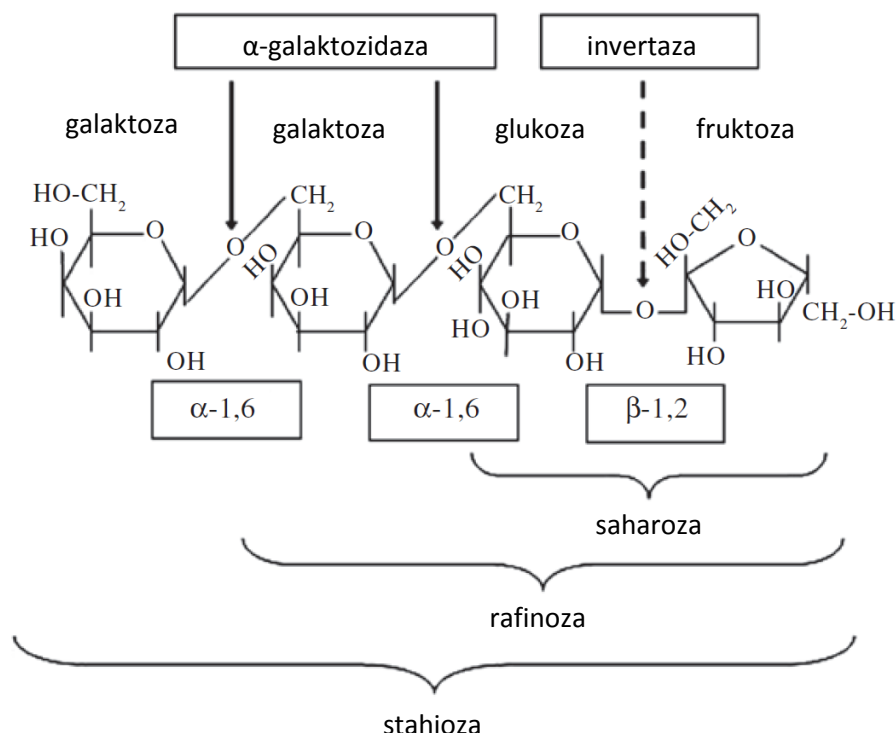 α-galaktozidaza invertaza
galaktoza galaktoza glukoza fruktoza
HO-CH2 CH2 CH2 HO-CH2
O O O O
HO O HO O HO
OH OH OH HO CH2-OH
HO O
OH OH OH HO
α-1,6 α-1,6 β-1,2
saharoza
rafinoza
stahioza